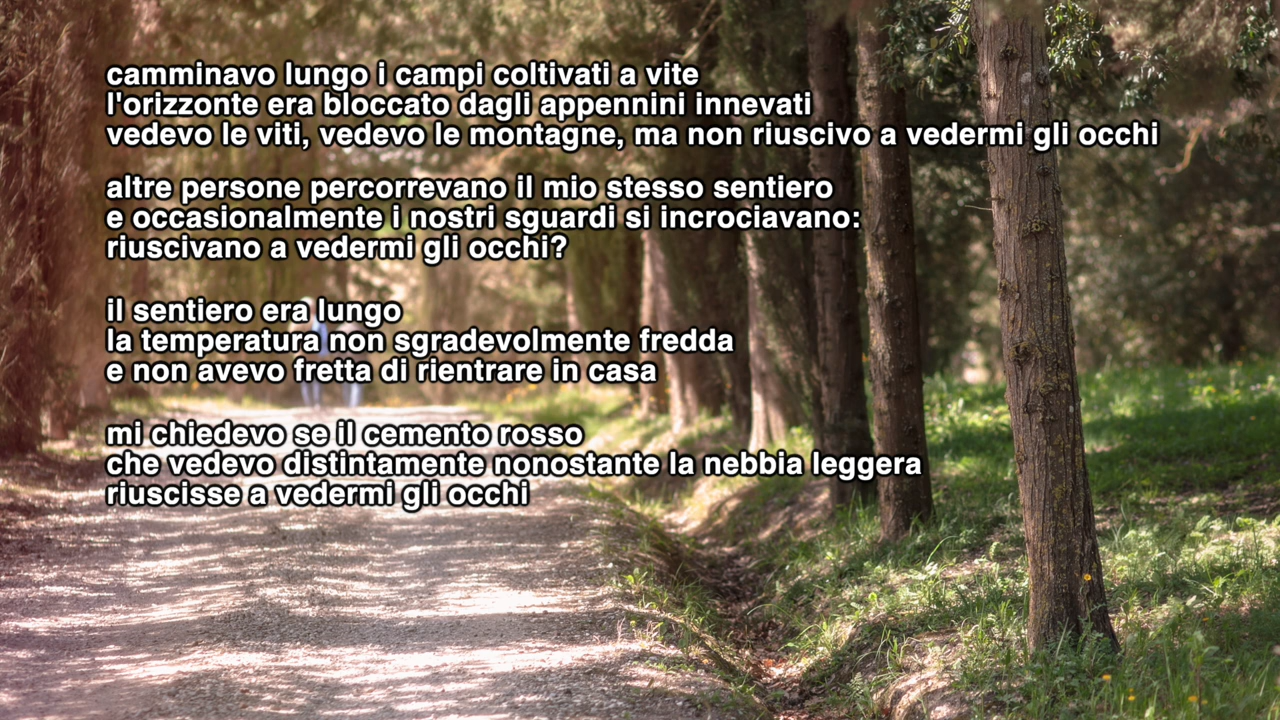 camminavo lungo i campi coltivati a vite
l'orizzonte era bloccato dagli appennini innevati
vedevo le viti, vedevo le montagne, ma non riuscivo a vedermi gli occhi
altre persone percorrevano il mio stesso sentiero
e occasionalmente i nostri sguardi si incrociavano:
riuscivano a vedermi gli occhi?
il sentiero era lungo
la temperatura non sgradevolmente fredda
e non avevo fretta di rientrare in casa
mi chiedevo se il cemento rosso
che vedevo distintamente nonostante la nebbia leggera
riuscisse a vedermi gli occhi